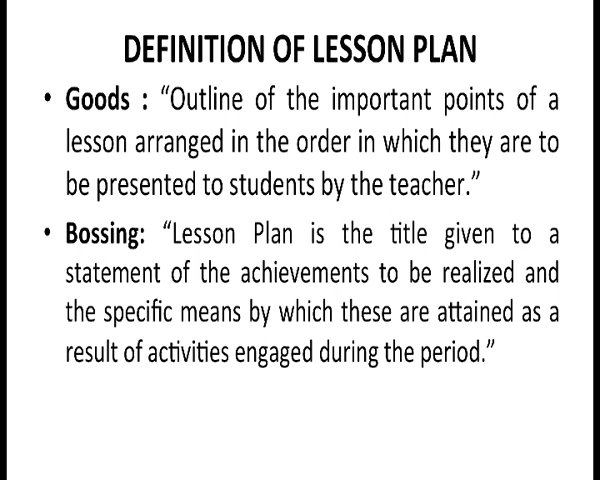 DEFINITION OF LESSON PLAN
• Goods : “Outline of the important points of a
lesson arranged in the order in which they are to
be presented to students by the teacher.”
• Bossing: “Lesson Plan is the title given to a
statement of the achievements to be realized and
the specific means by which these are attained as a
result of activities engaged during the period.”